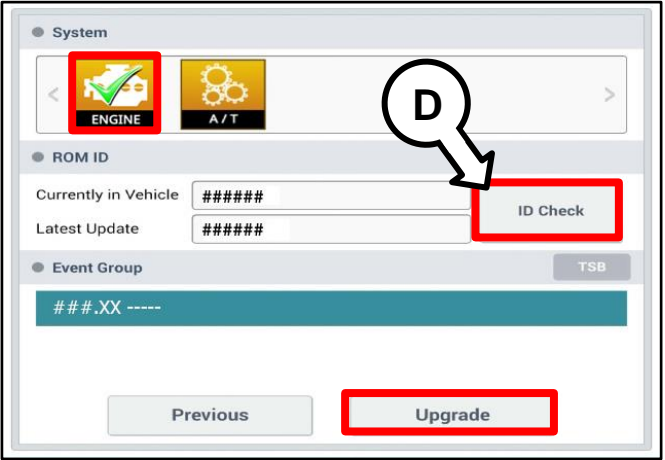 System
ENGINE
A/T
D
ROM ID
Currently in Vehicle ######
ID Check
Latest Update ######
Event Group
TSB
###.XX -----
Previous
Upgrade